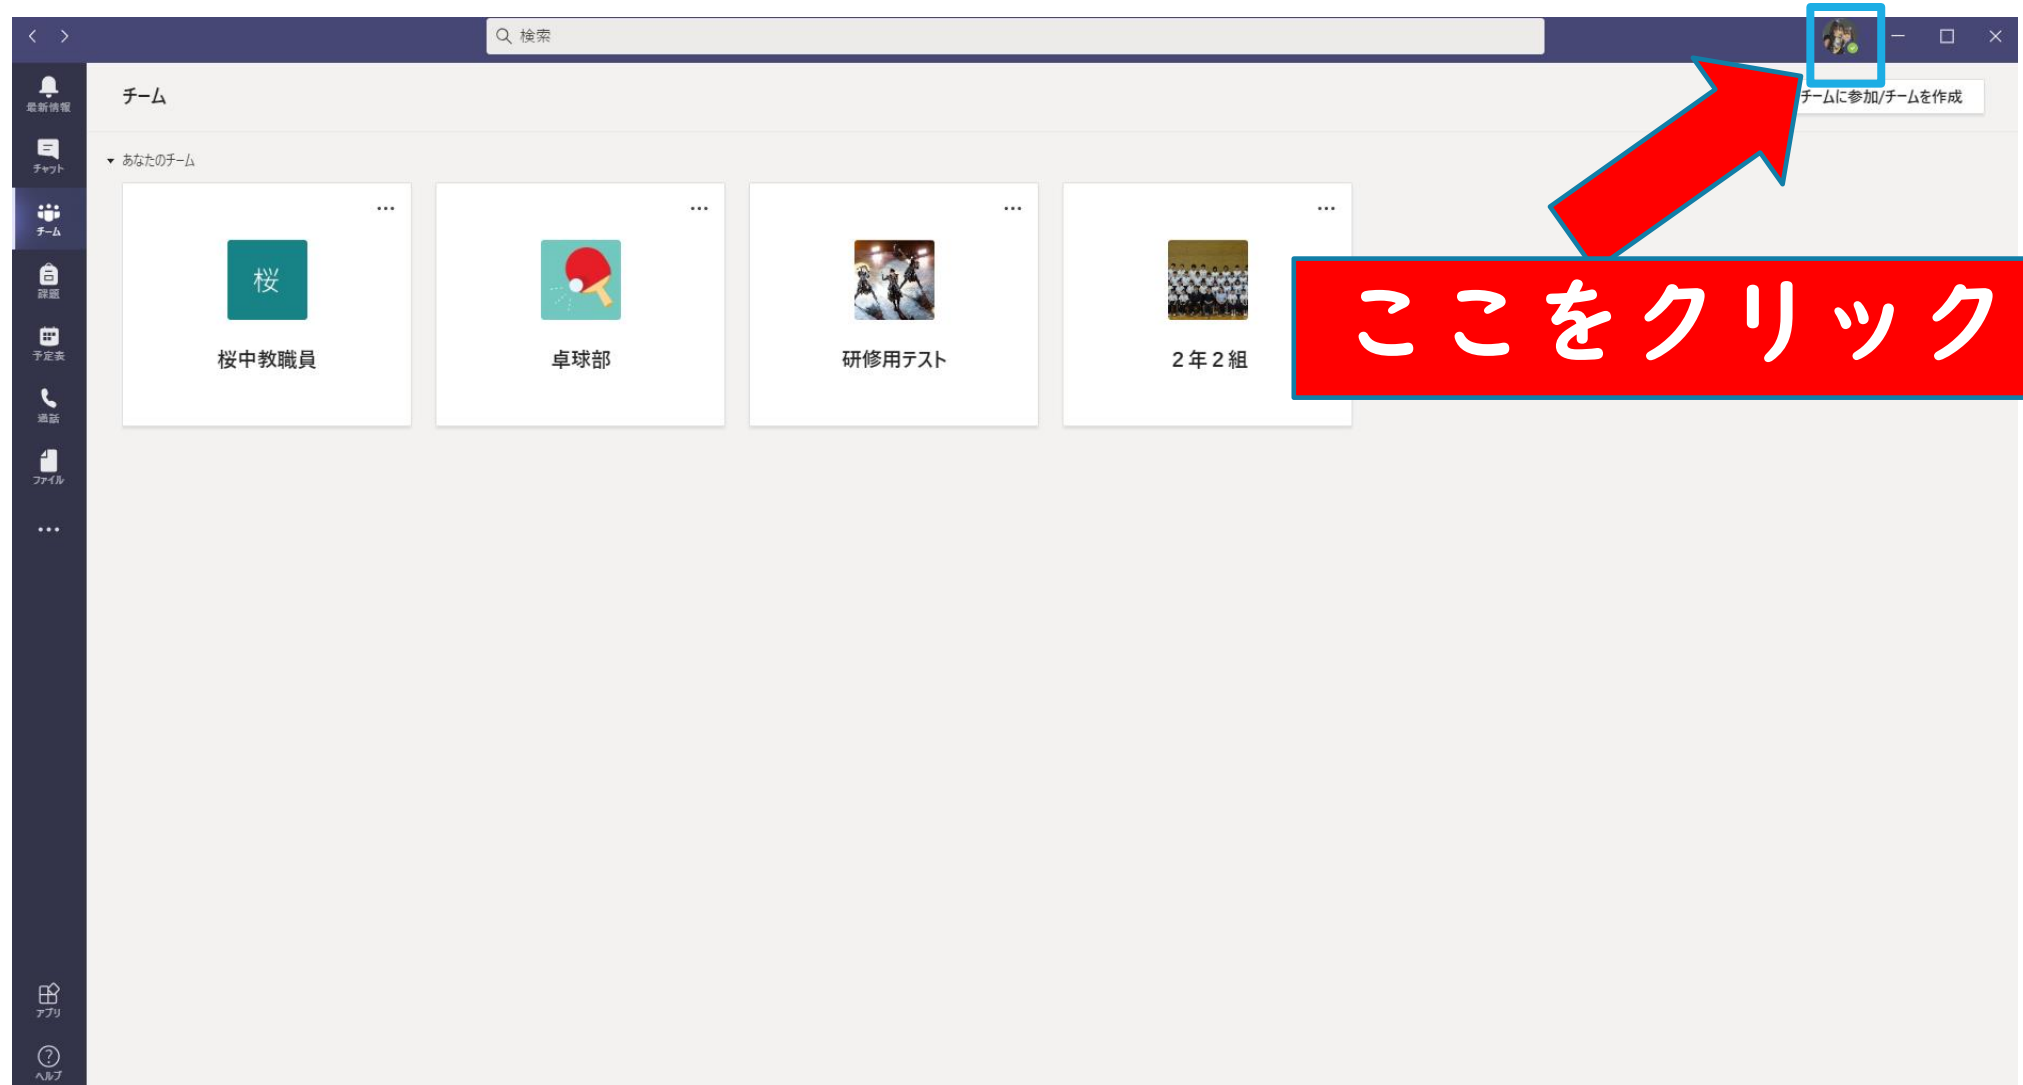 検索
最新情報
チーム
チームに参加/チームを作成
チャット
あなたのチーム
チーム
課題
桜
ここをクリック
予定表
桜中教職員
卓球部
研修用テスト
２年２組
通話
ファイル
アプリ
ヘルプ